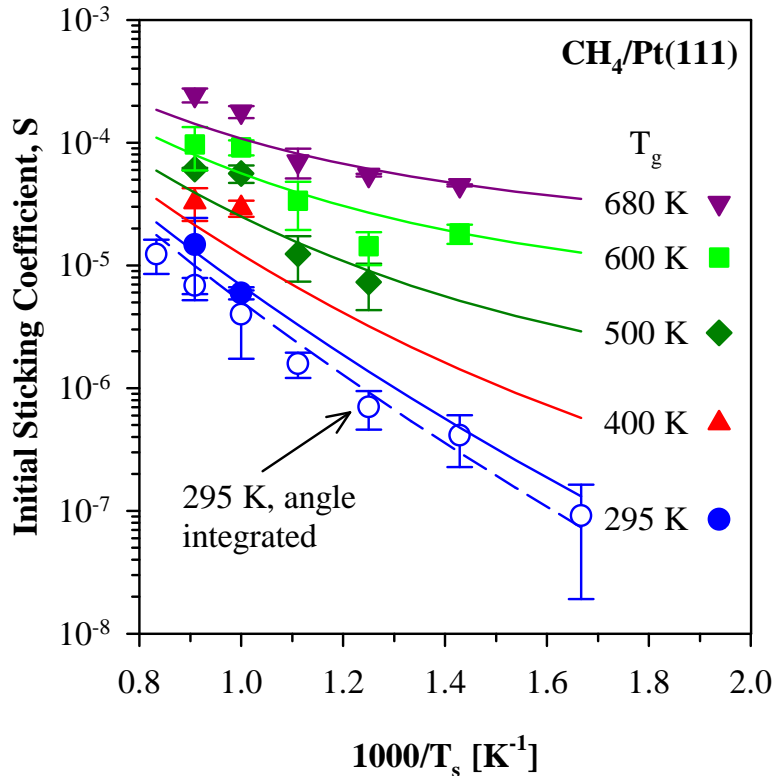 CH₄/Pt(111)
T_g
680 K
600 K
500 K
400 K
295 K
295 K, angle
integrated
Initial Sticking Coefficient, S
10⁻³
10⁻⁴
10⁻⁵
10⁻⁶
10⁻⁷
10⁻⁸
0.8 1.0 1.2 1.4 1.6 1.8 2.0
1000/Tₛ [K⁻¹]